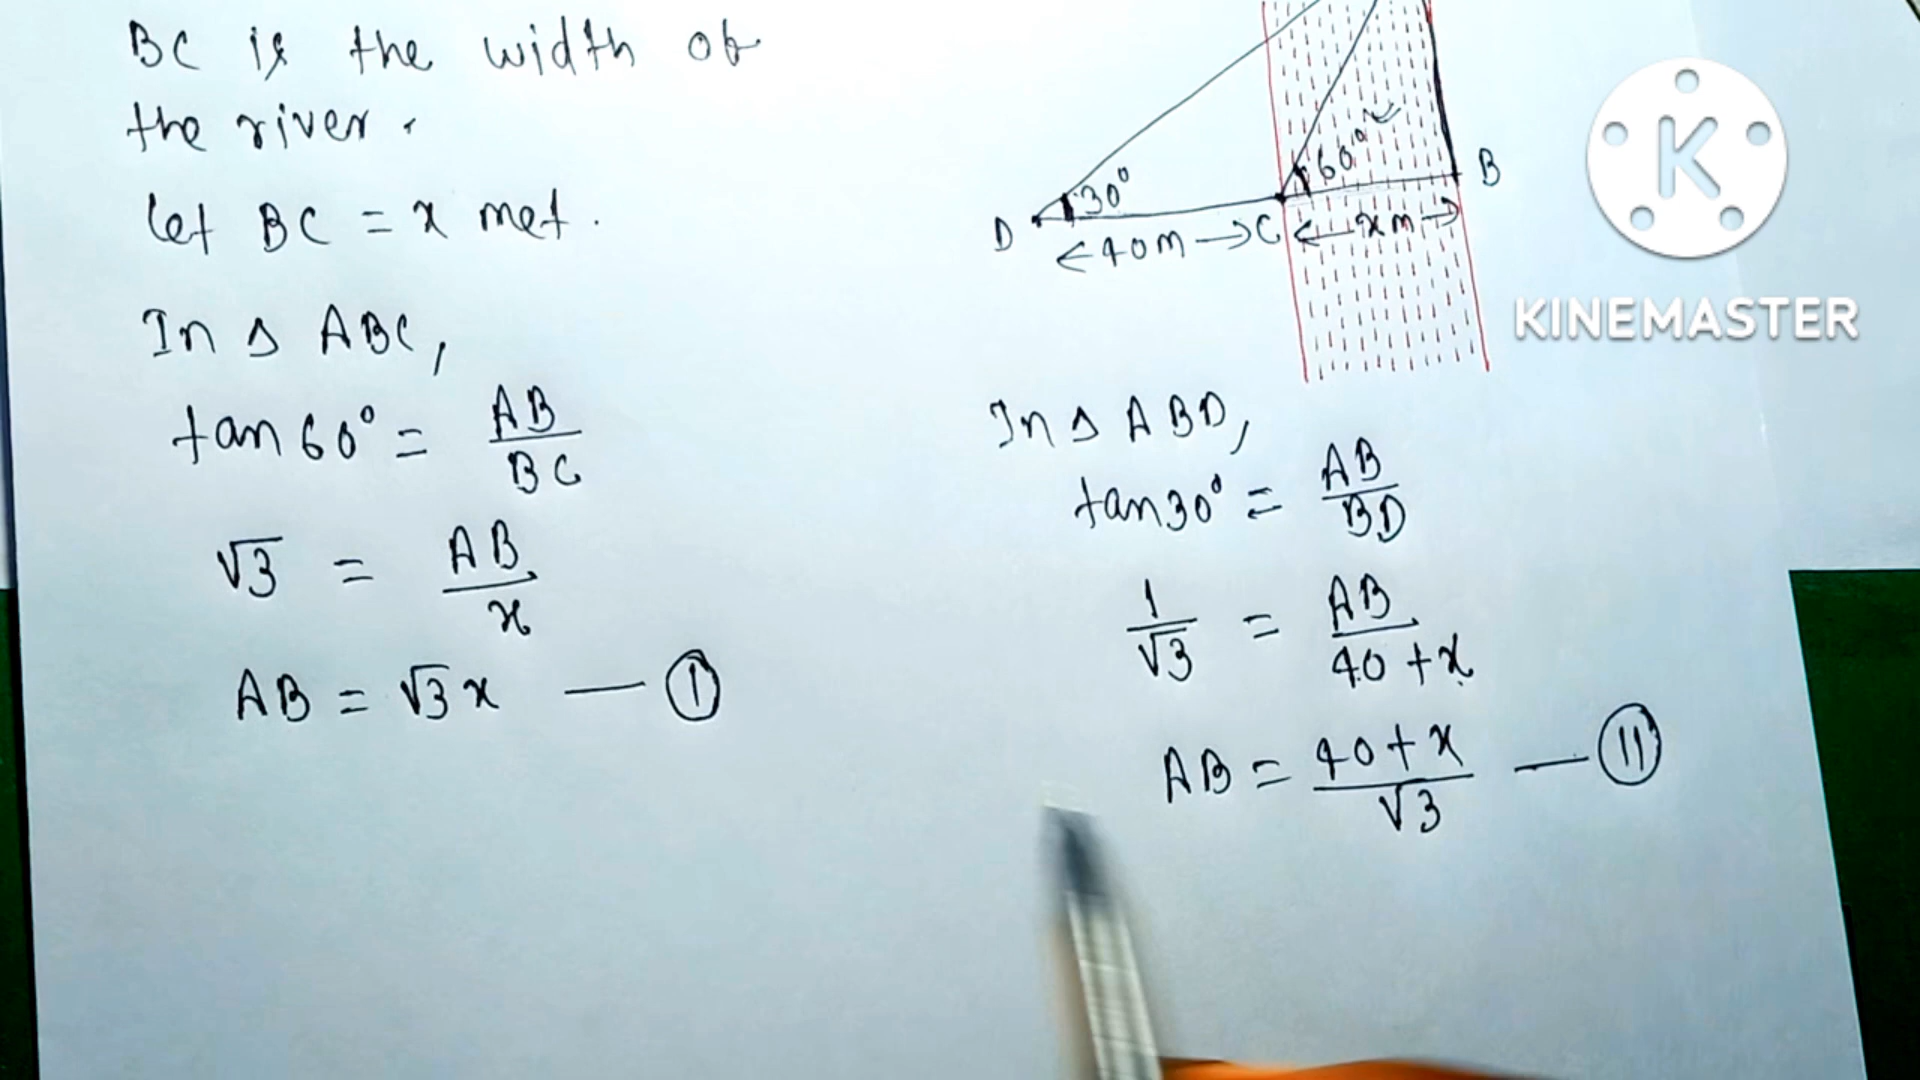 BC is the width of
the river.
let BC = x met.
In Δ ABC,
tan 60° = AB/BC
√3 = AB/x
AB = √3 x — (I)
30°
60°
D
C
B
←40m→
←xm→
K
KINEMASTER
In Δ ABD,
tan 30° = AB/BD
1/√3 = AB/40+x
AB = 40+x/√3 — (II)